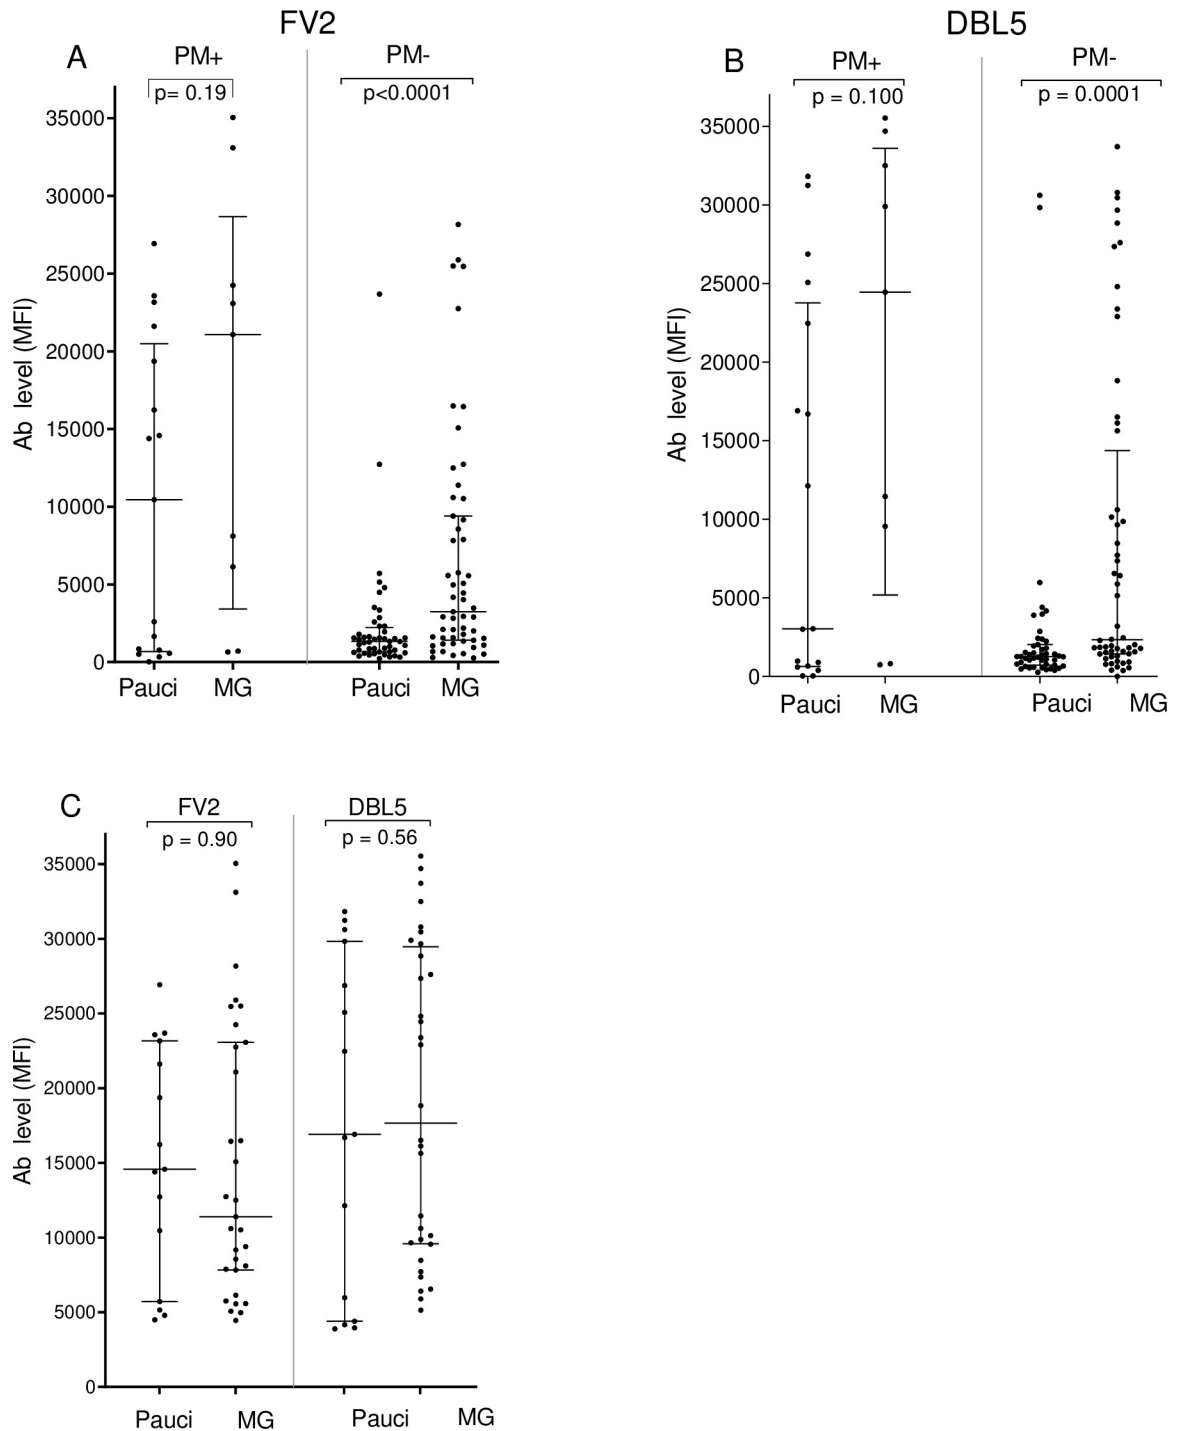 FV2
DBL5
A
PM+
PM-
p= 0.19
p<0.0001
35000
30000
25000
20000
15000
10000
5000
0
Ab level (MFI)
Pauci
MG
Pauci
MG
B
PM+
PM-
p = 0.100
p = 0.0001
35000
30000
25000
20000
15000
10000
5000
0
Ab level (MFI)
Pauci
MG
Pauci
MG
C
FV2
DBL5
p = 0.90
p = 0.56
35000
30000
25000
20000
15000
10000
5000
0
Ab level (MFI)
Pauci
MG
Pauci
MG